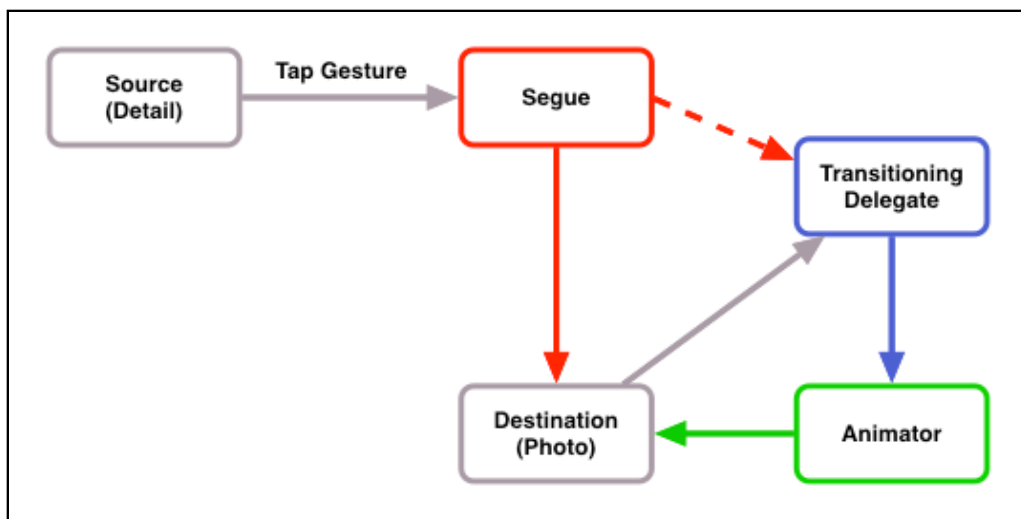 Source
(Detail)
Tap Gesture
Segue
Transitioning
Delegate
Destination
(Photo)
Animator